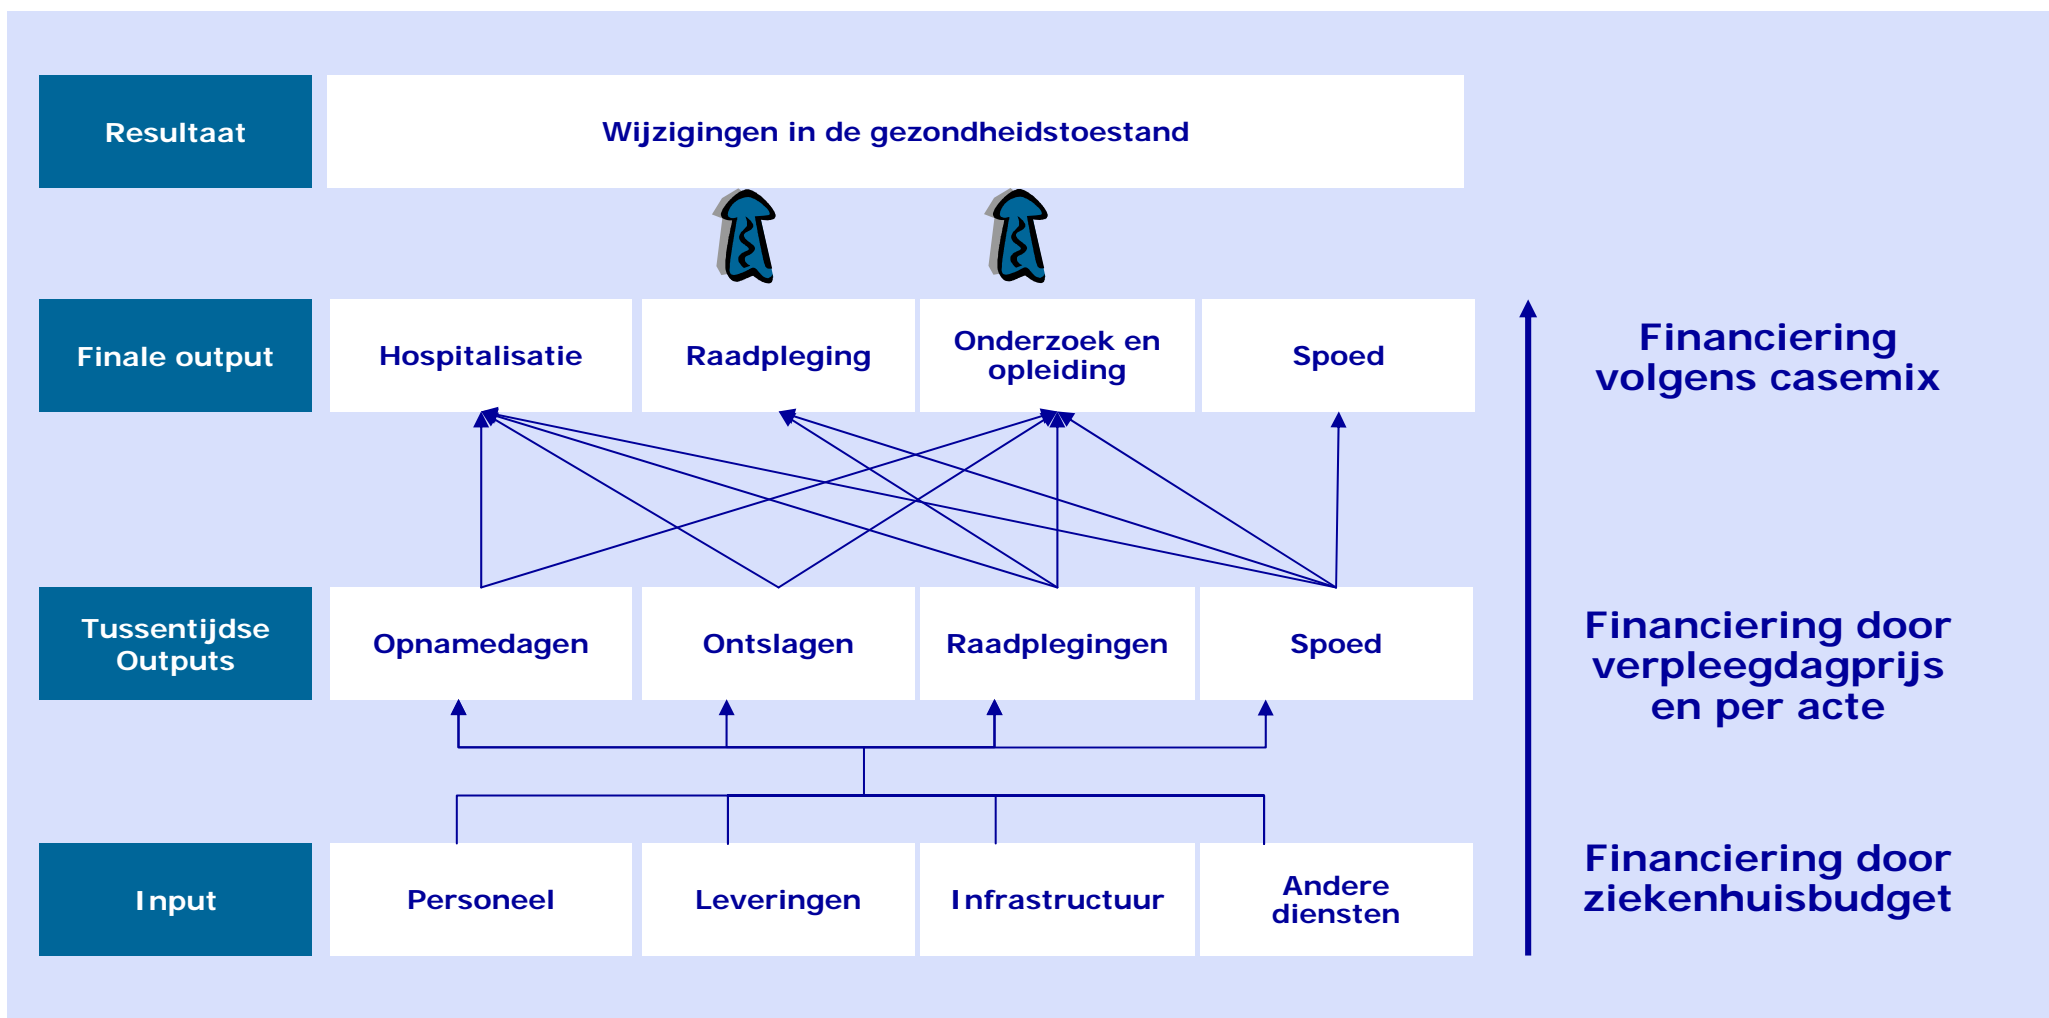 Resultaat
Wijzigingen in de gezondheidstoestand
Finale output
Hospitalisatie
Raadpleging
Onderzoek en
opleiding
Spoed
Financiering
volgens casemix
Tussentijdse
Outputs
Opnamedagen
Ontslagen
Raadplegingen
Spoed
Financiering door
verpleegdagprijs
en per acte
Input
Personeel
Leveringen
Infrastructuur
Andere
diensten
Financiering door
ziekenhuisbudget